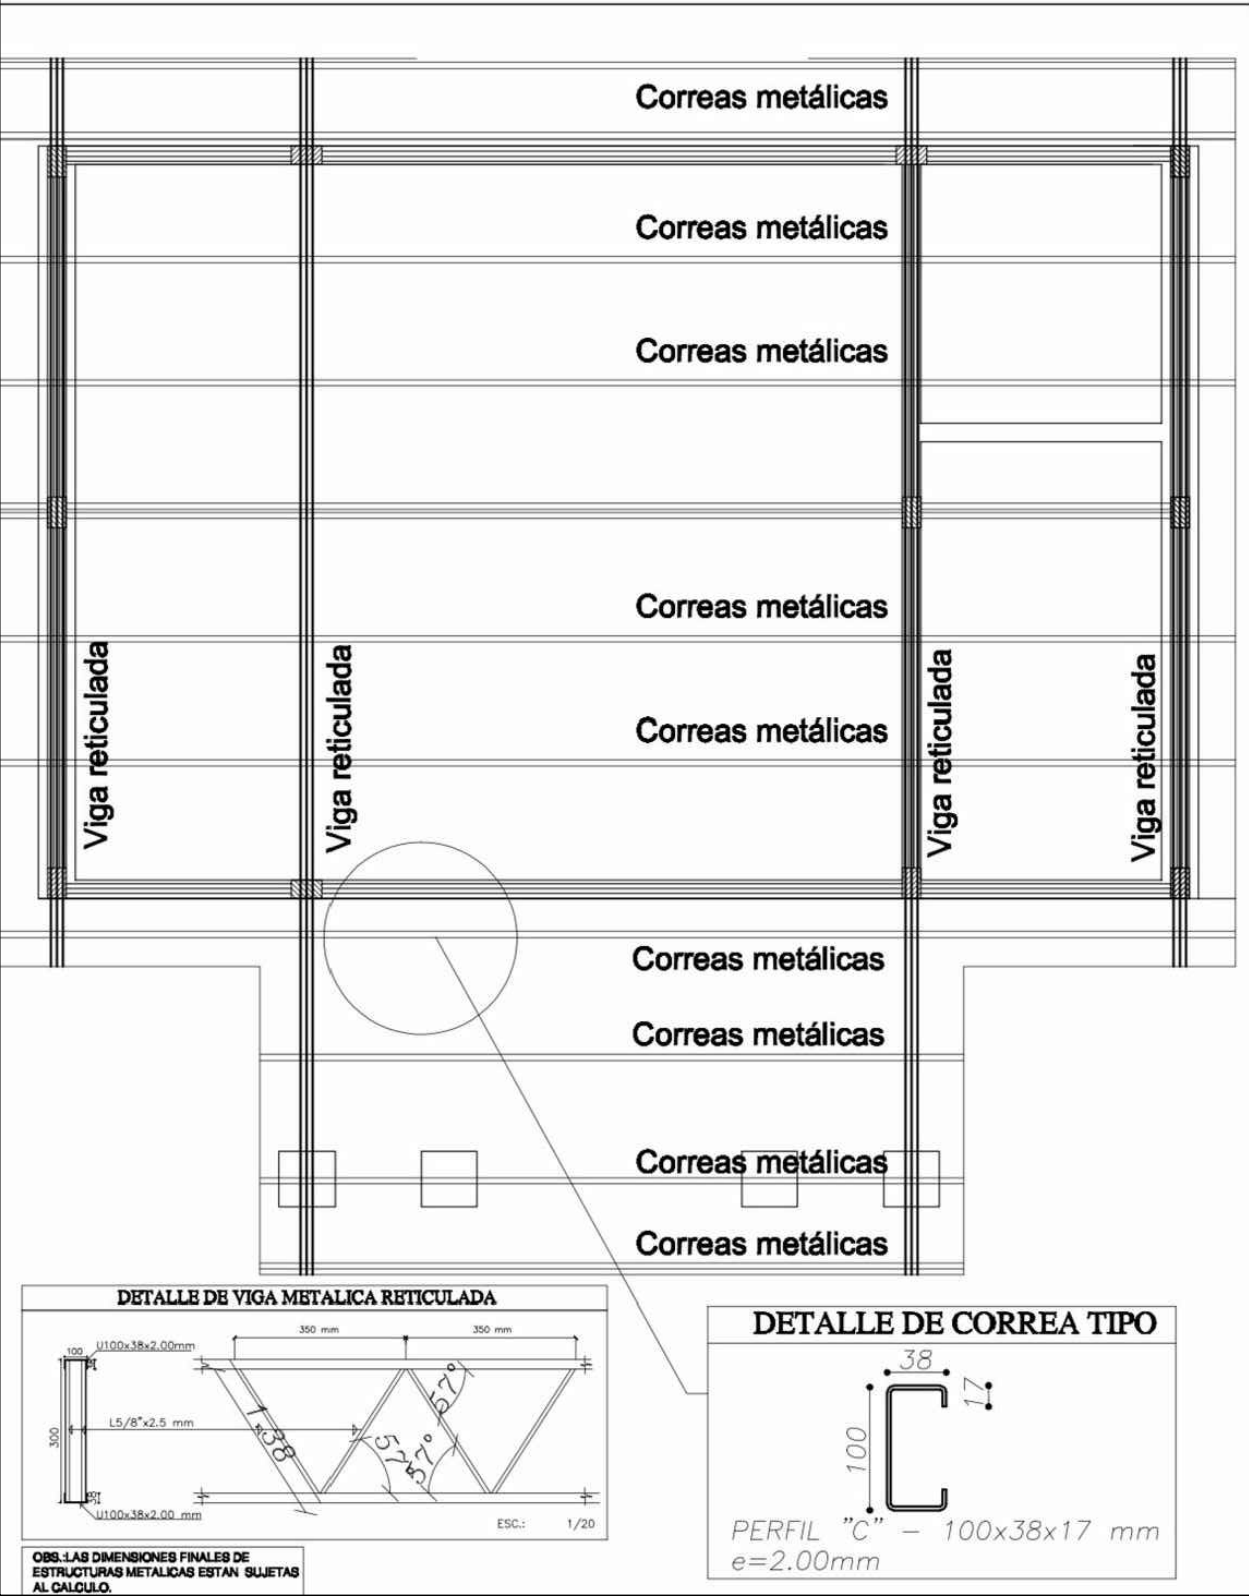 Correas metálicas
Correas metálicas
Correas metálicas
Correas metálicas
Viga reticulada
Viga reticulada
Viga reticulada
Viga reticulada
Correas metálicas
Correas metálicas
Correas metálicas
Correas metálicas
Correas metálicas
DETALLE DE VIGA METALICA RETICULADA
350 mm
350 mm
100
U100x38x2.00mm
L5/8"x2.5 mm
300
38
57°
57°
57°
U100x38x2.00 mm
ESC.: 1/20
OBS.:LAS DIMENSIONES FINALES DE
ESTRUCTURAS METALICAS ESTAN SUJETAS
AL CALCULO.
DETALLE DE CORREA TIPO
38
17
100
PERFIL "C" - 100x38x17 mm
e=2.00mm